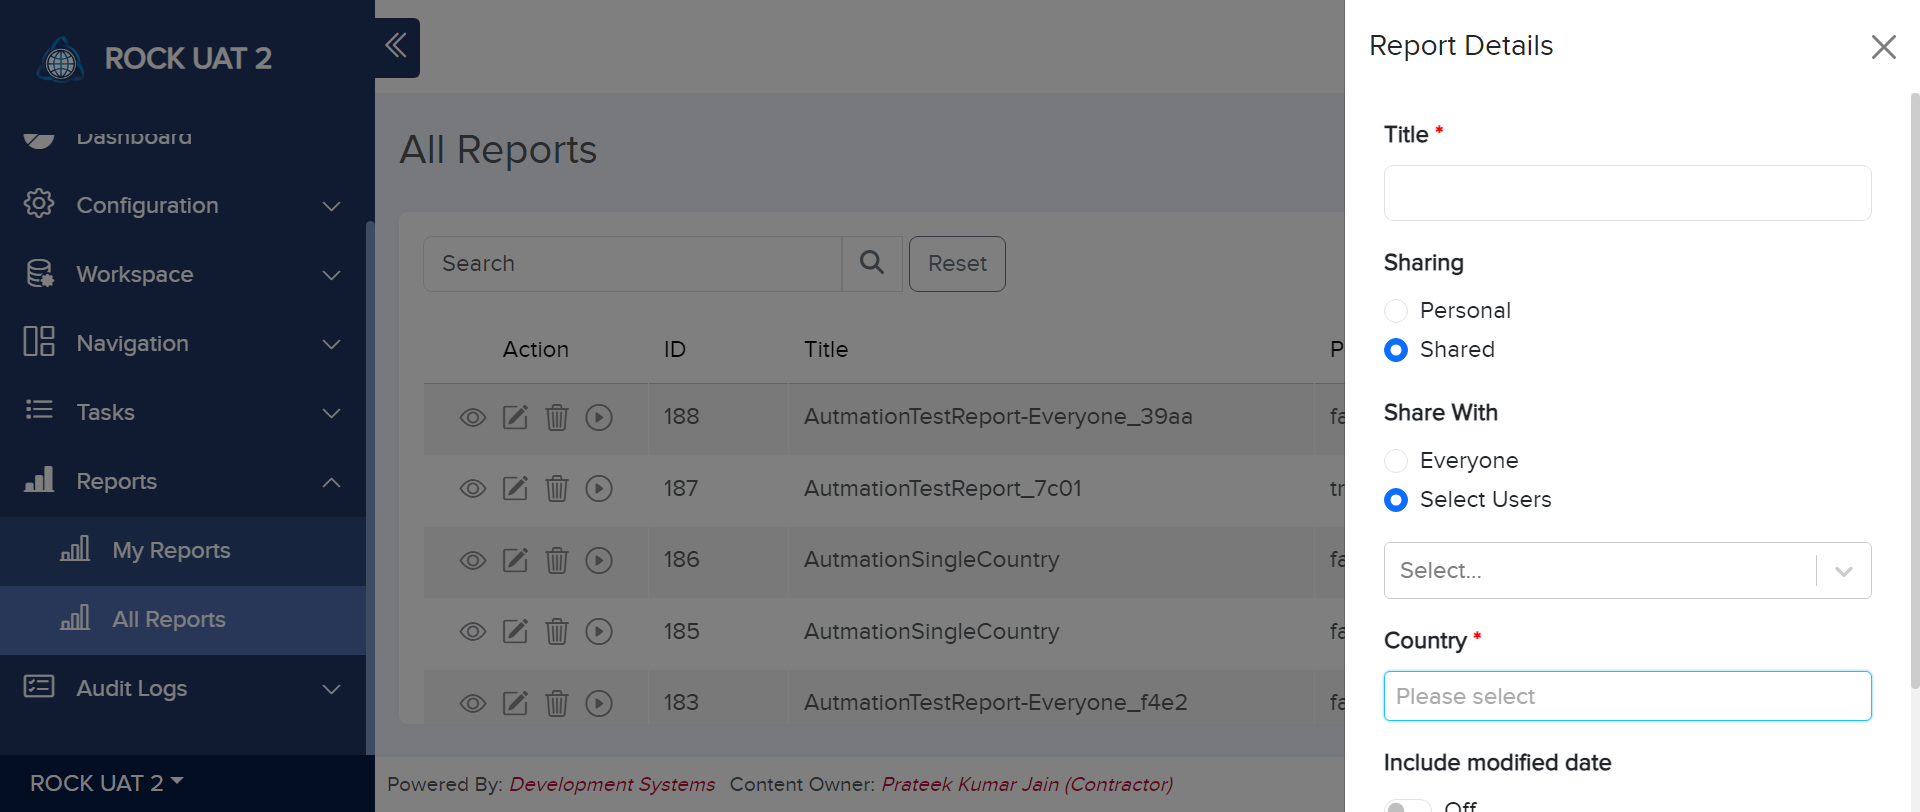 ROCK UAT 2
Dashboard
Configuration
Workspace
Navigation
Tasks
Reports
My Reports
All Reports
Audit Logs
ROCK UAT 2
All Reports
Search
Reset
Action ID Title P
188 AutmationTestReport-Everyone_39aa fa
187 AutmationTestReport_7c01 tr
186 AutmationSingleCountry fa
185 AutmationSingleCountry fa
183 AutmationTestReport-Everyone_f4e2 fa
Powered By: Development Systems Content Owner: Prateek Kumar Jain (Contractor)
Report Details
Title *
Sharing
Personal
Shared
Share With
Everyone
Select Users
Select...
Country *
Please select
Include modified date
Off